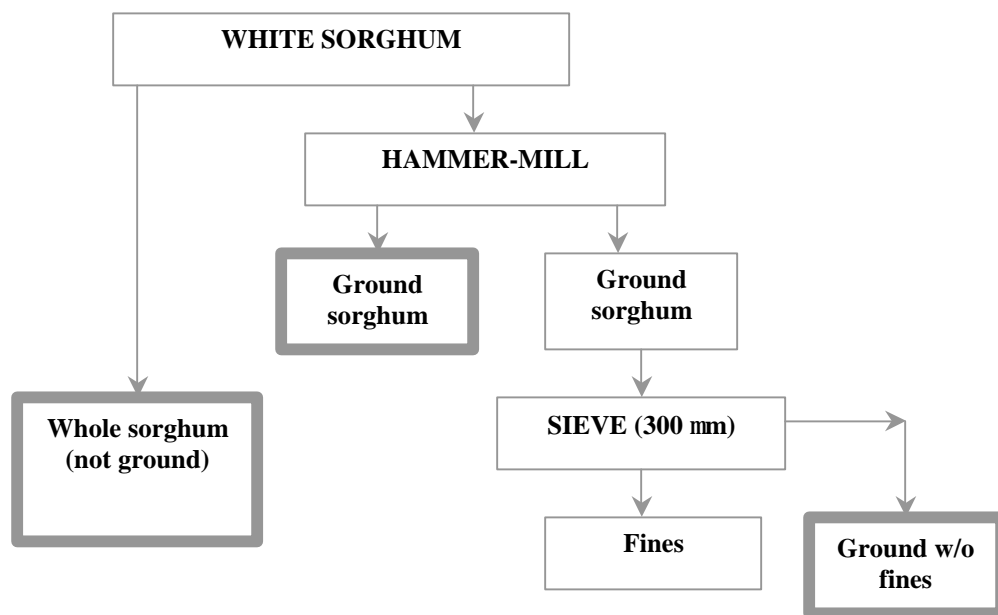 WHITE SORGHUM
HAMMER-MILL
Ground
sorghum
Ground
sorghum
Whole sorghum
(not ground)
SIEVE (300 mm)
Fines
Ground w/o
fines